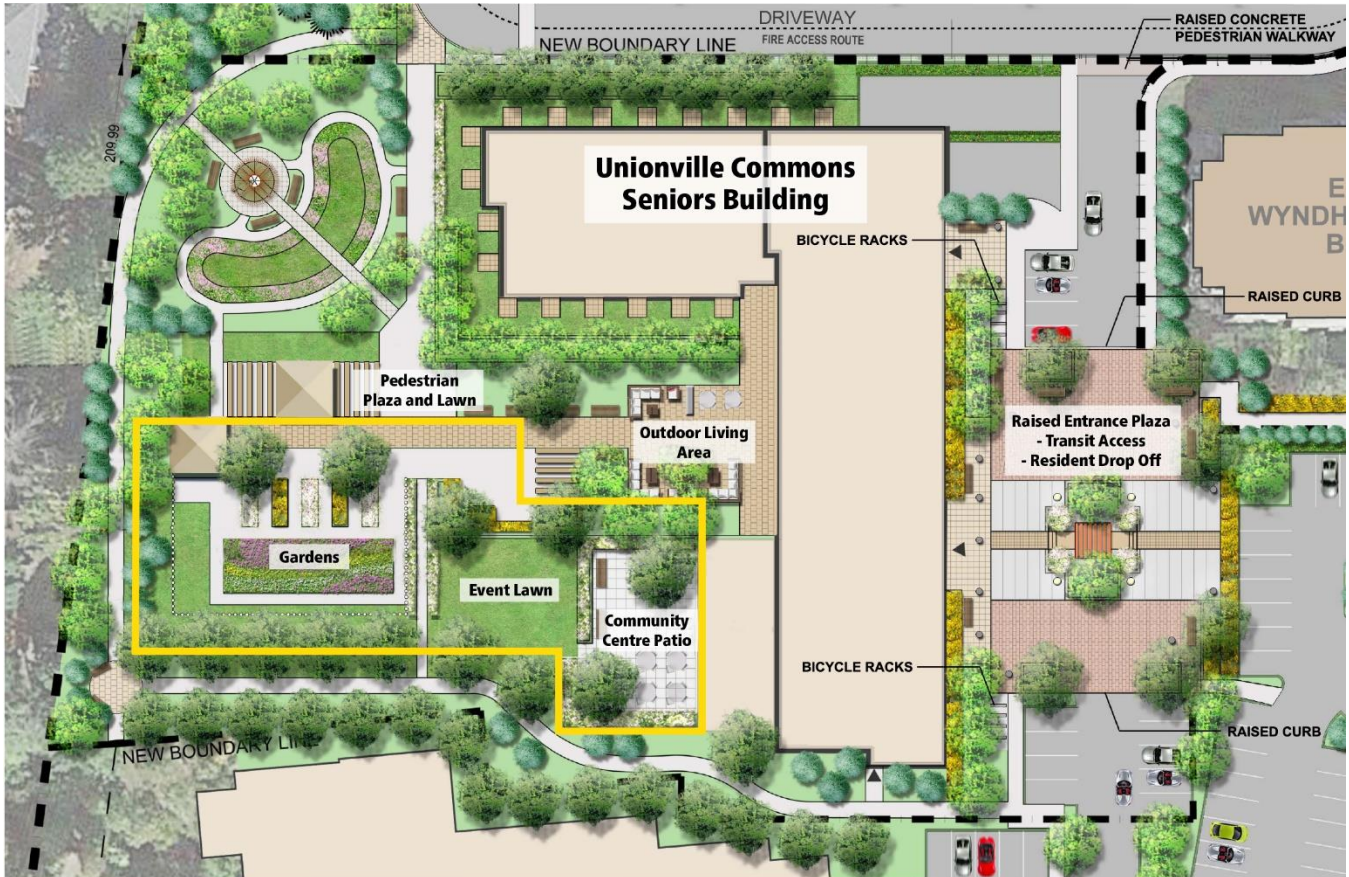 DRIVEWAY
FIRE ACCESS ROUTE
NEW BOUNDARY LINE
RAISED CONCRETE
PEDESTRIAN WALKWAY
209.99
Unionville Commons
Seniors Building
BICYCLE RACKS
E
WYNDH
B
RAISED CURB
Pedestrian
Plaza and Lawn
Outdoor Living
Area
Raised Entrance Plaza
- Transit Access
- Resident Drop Off
Gardens
Event Lawn
Community
Centre Patio
BICYCLE RACKS
RAISED CURB
NEW BOUNDARY LINE